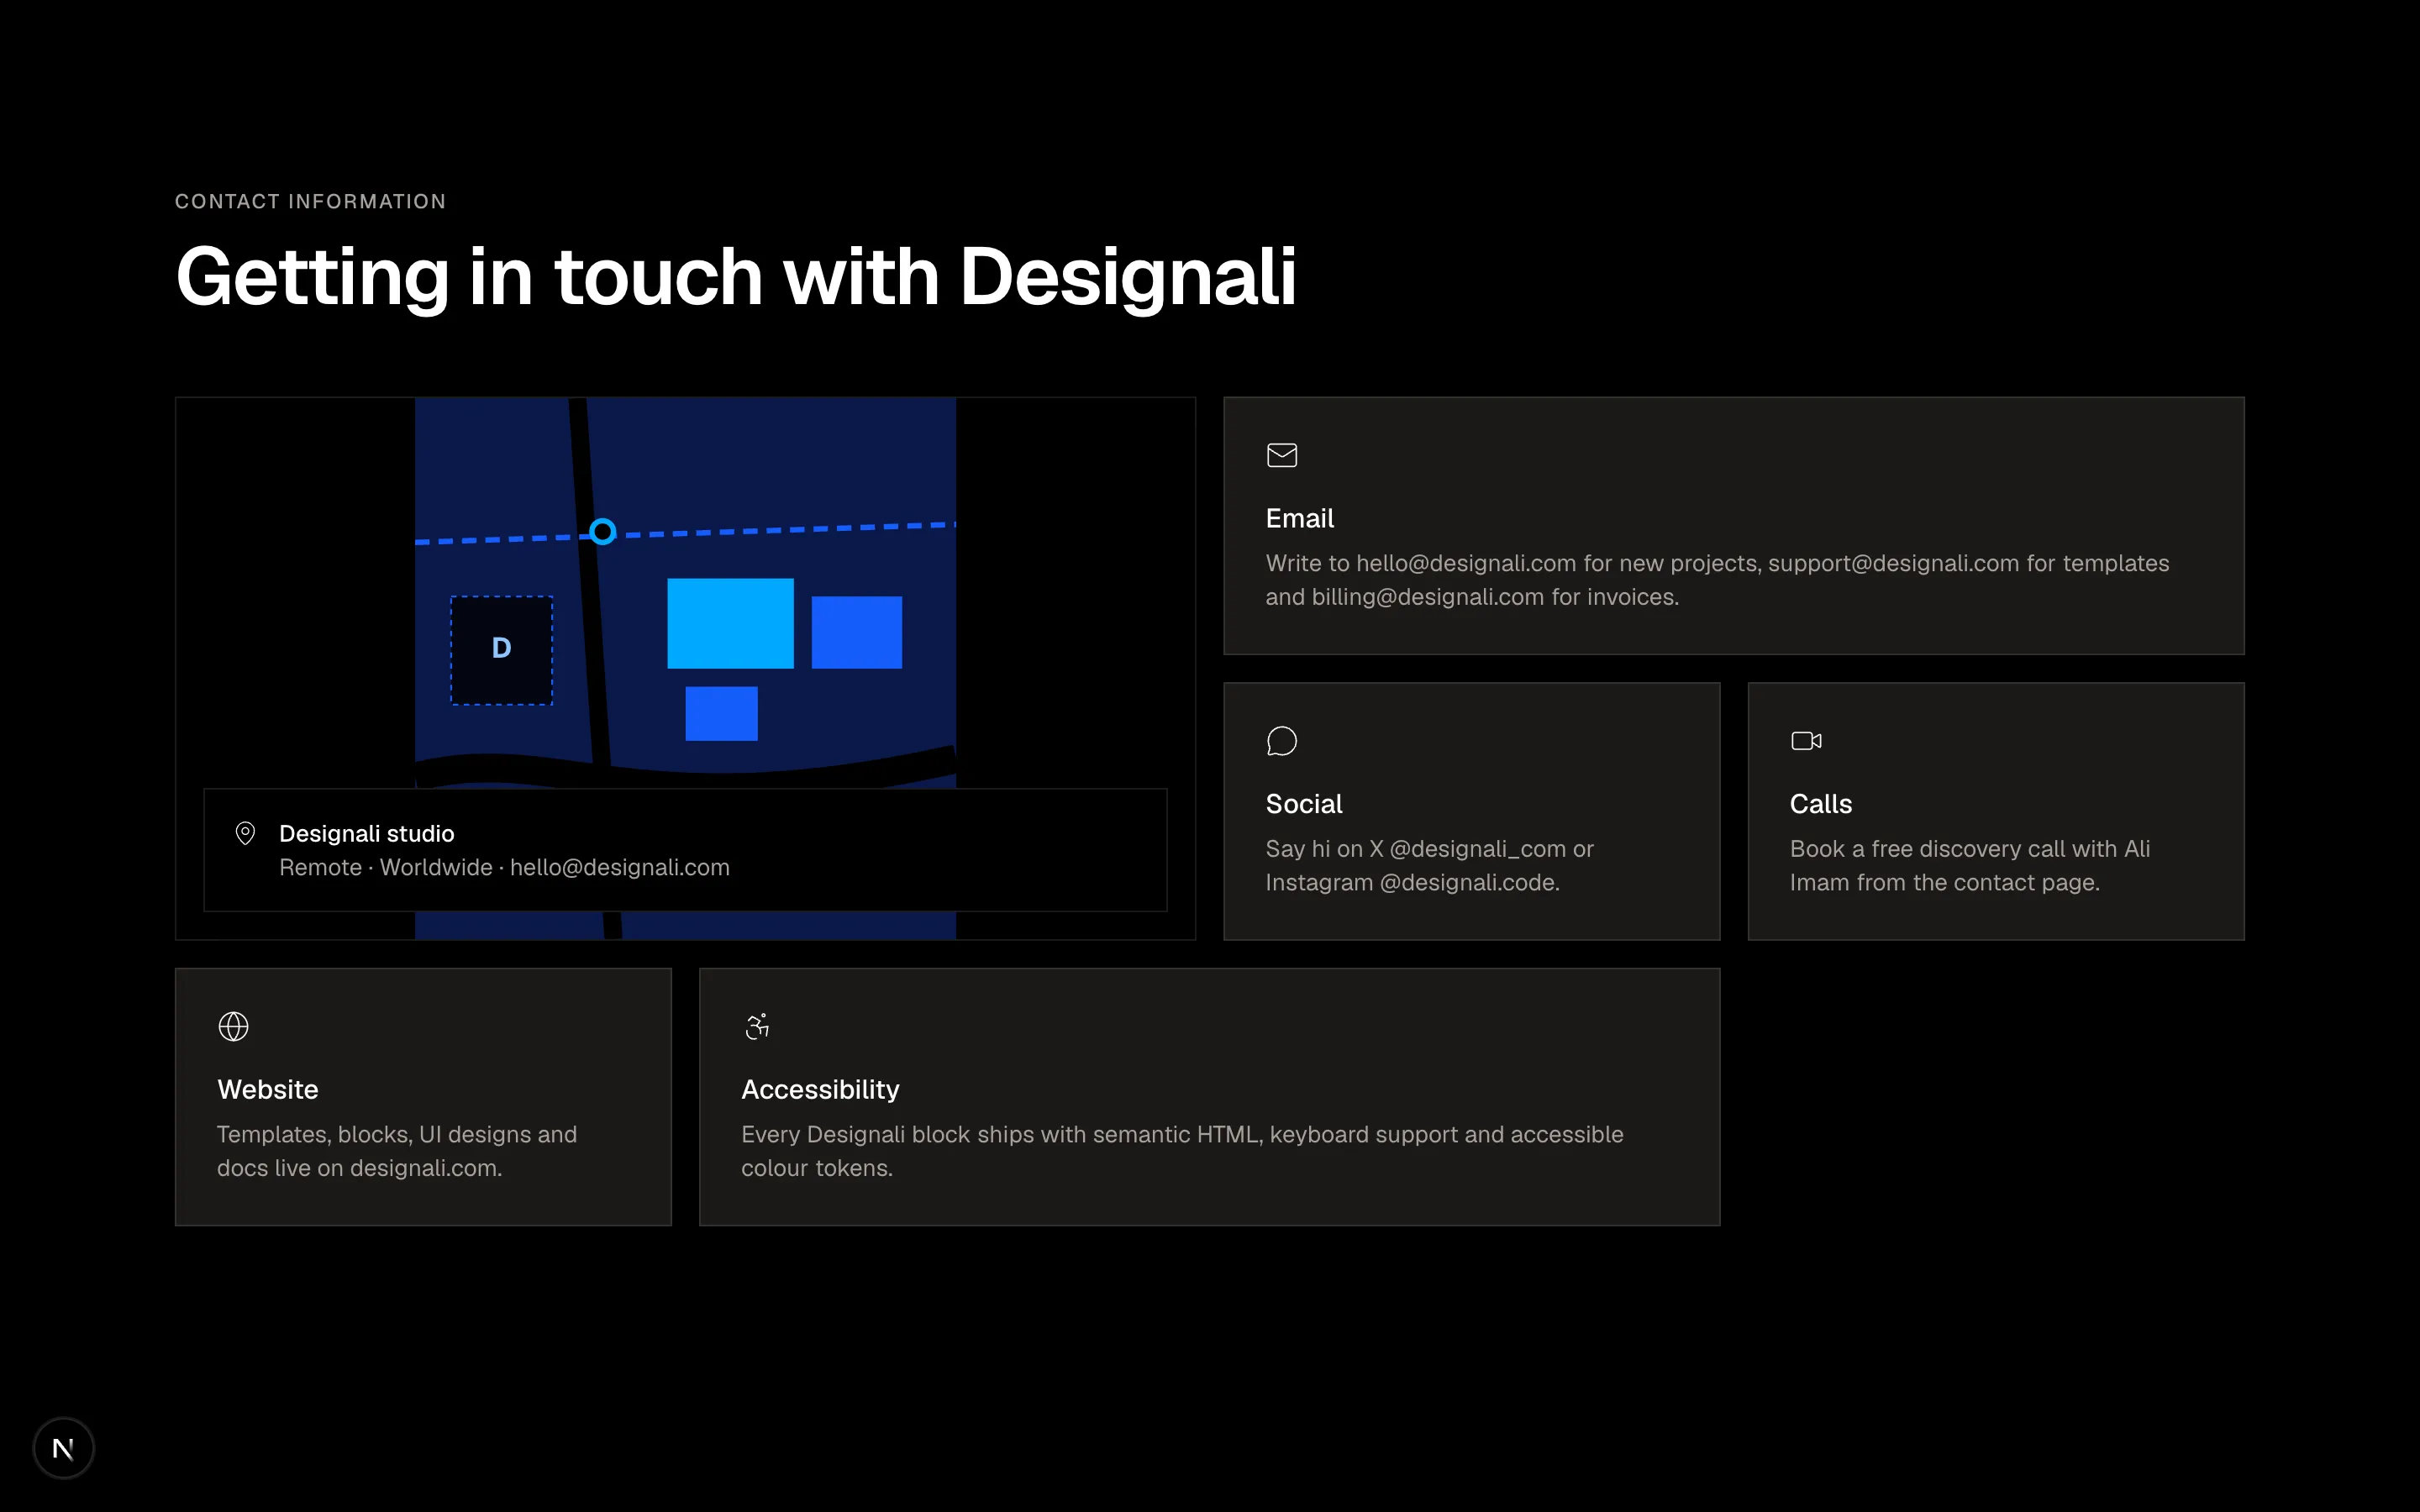 CONTACT INFORMATION
Getting in touch with Designali
D
Designali studio
Remote · Worldwide · hello@designali.com
Email
Write to hello@designali.com for new projects, support@designali.com for templates
and billing@designali.com for invoices.
Social
Say hi on X @designali_com or
Instagram @designali.code.
Calls
Book a free discovery call with Ali
Imam from the contact page.
Website
Templates, blocks, UI designs and
docs live on designali.com.
Accessibility
Every Designali block ships with semantic HTML, keyboard support and accessible
colour tokens.
N